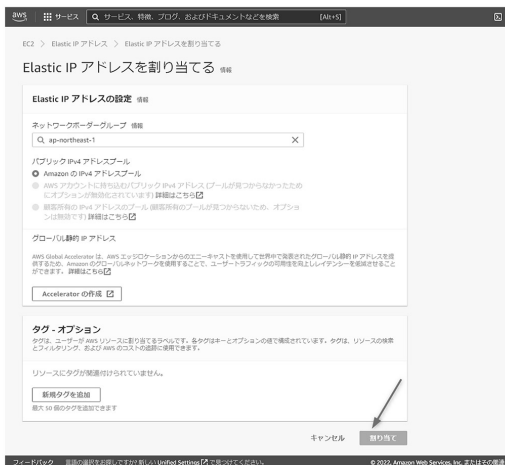 aws
サービス
サービス、特徴、ブログ、およびドキュメントなどを検索
[Alt+S]
EC2 > Elastic IP アドレス > Elastic IP アドレスを割り当てる
Elastic IP アドレスを割り当てる 情報
Elastic IP アドレスの設定 情報
ネットワークボーダーグループ 情報
ap-northeast-1
パブリック IPv4 アドレスプール
Amazon の IPv4 アドレスプール
AWS アカウントに持ち込むパブリック IPv4 アドレス (プールが見つからなかったため
にオプションが無効化されています) 詳細はこちら
顧客所有の IPv4 アドレスのプール (顧客所有のプールが見つからないため、オプショ
ンは無効です) 詳細はこちら
グローバル静的 IP アドレス
AWS Global Accelerator は、AWS エッジロケーションからのエニーキャストを使用して世界中で発表されたグローバル静的 IP アドレスを提
供するため、Amazon のグローバルネットワークを使用することで、ユーザートラフィックの可用性を向上しレイテンシーを低減させること
ができます。 詳細はこちら
Accelerator の作成
タグ - オプション
タグは、ユーザーが AWS リソースに割り当てるラベルです。各タグはキーとオプションの値で構成されています。タグは、リソースの検索
とフィルタリング、および AWS のコストの追跡に使用できます。
リソースにタグが関連付けられていません。
新規タグを追加
最大 50 個のタグを追加できます
キャンセル
割り当て
フィードバック 言語の選択をお探しですか? 新しい Unified Settings で見つけてください。
© 2022, Amazon Web Services, Inc. またはその関連